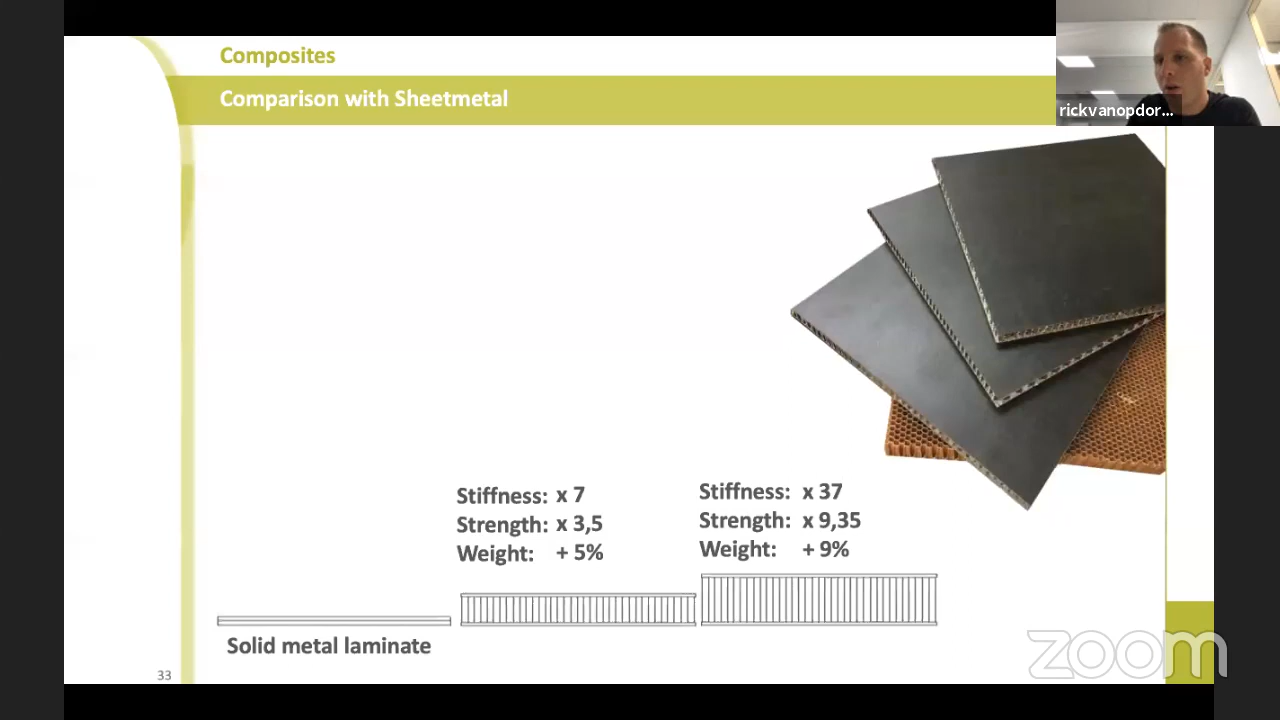 Composites
Comparison with Sheetmetal
rickvanopdor...
Stiffness: x 7
Strength: x 3,5
Weight: + 5%
Stiffness: x 37
Strength: x 9,35
Weight: + 9%
Solid metal laminate
33
zoom